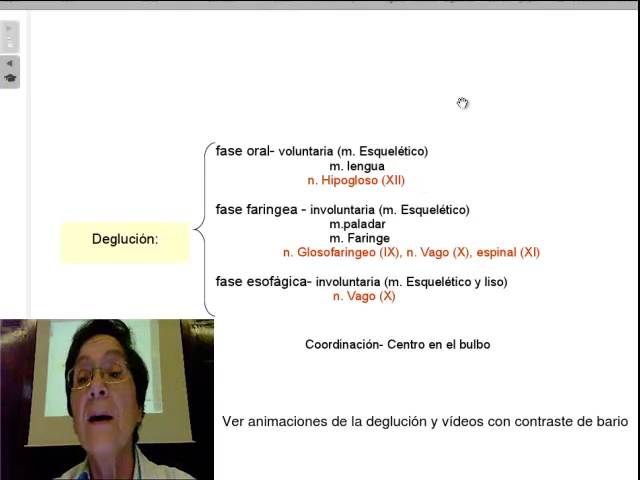 fase oral- voluntaria (m. Esquelético)
m. lengua
n. Hipogloso (XII)
fase faringea - involuntaria (m. Esquelético)
m.paladar
m. Faringe
n. Glosofaringeo (IX), n. Vago (X), espinal (XI)
Deglución:
fase esofágica- involuntaria (m. Esquelético y liso)
n. Vago (X)
Coordinación- Centro en el bulbo
Ver animaciones de la deglución y vídeos con contraste de bario